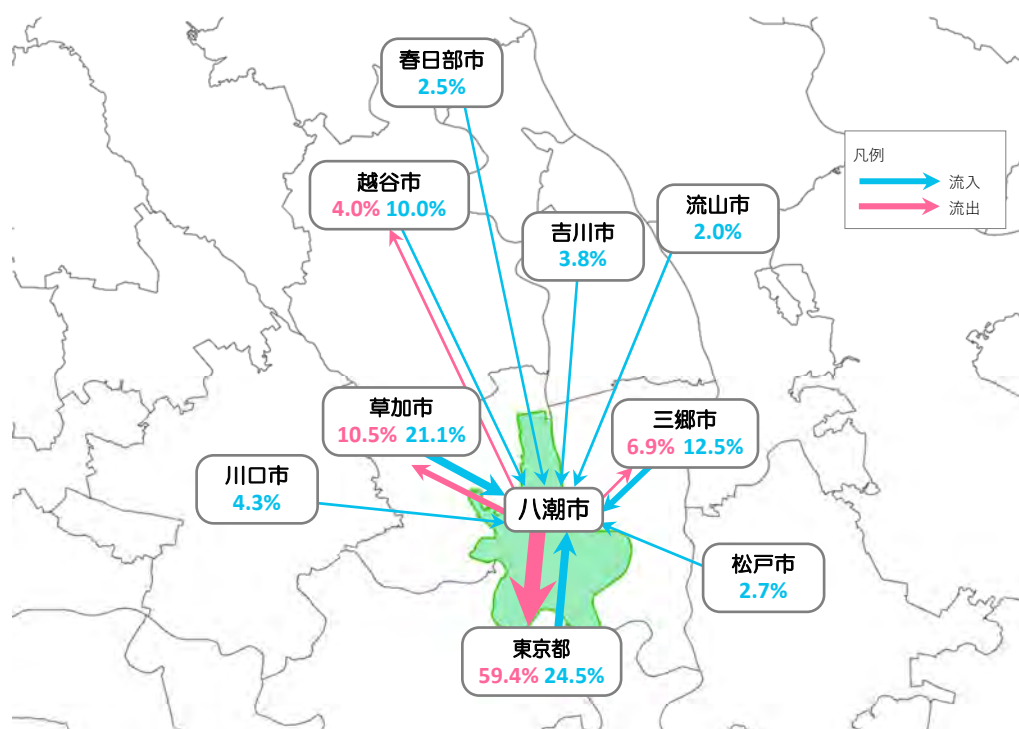 春日部市
2.5%
凡例
流入
流出
越谷市
4.0% 10.0%
流山市
2.0%
吉川市
3.8%
草加市
10.5% 21.1%
三郷市
6.9% 12.5%
川口市
4.3%
八潮市
松戸市
2.7%
東京都
59.4% 24.5%